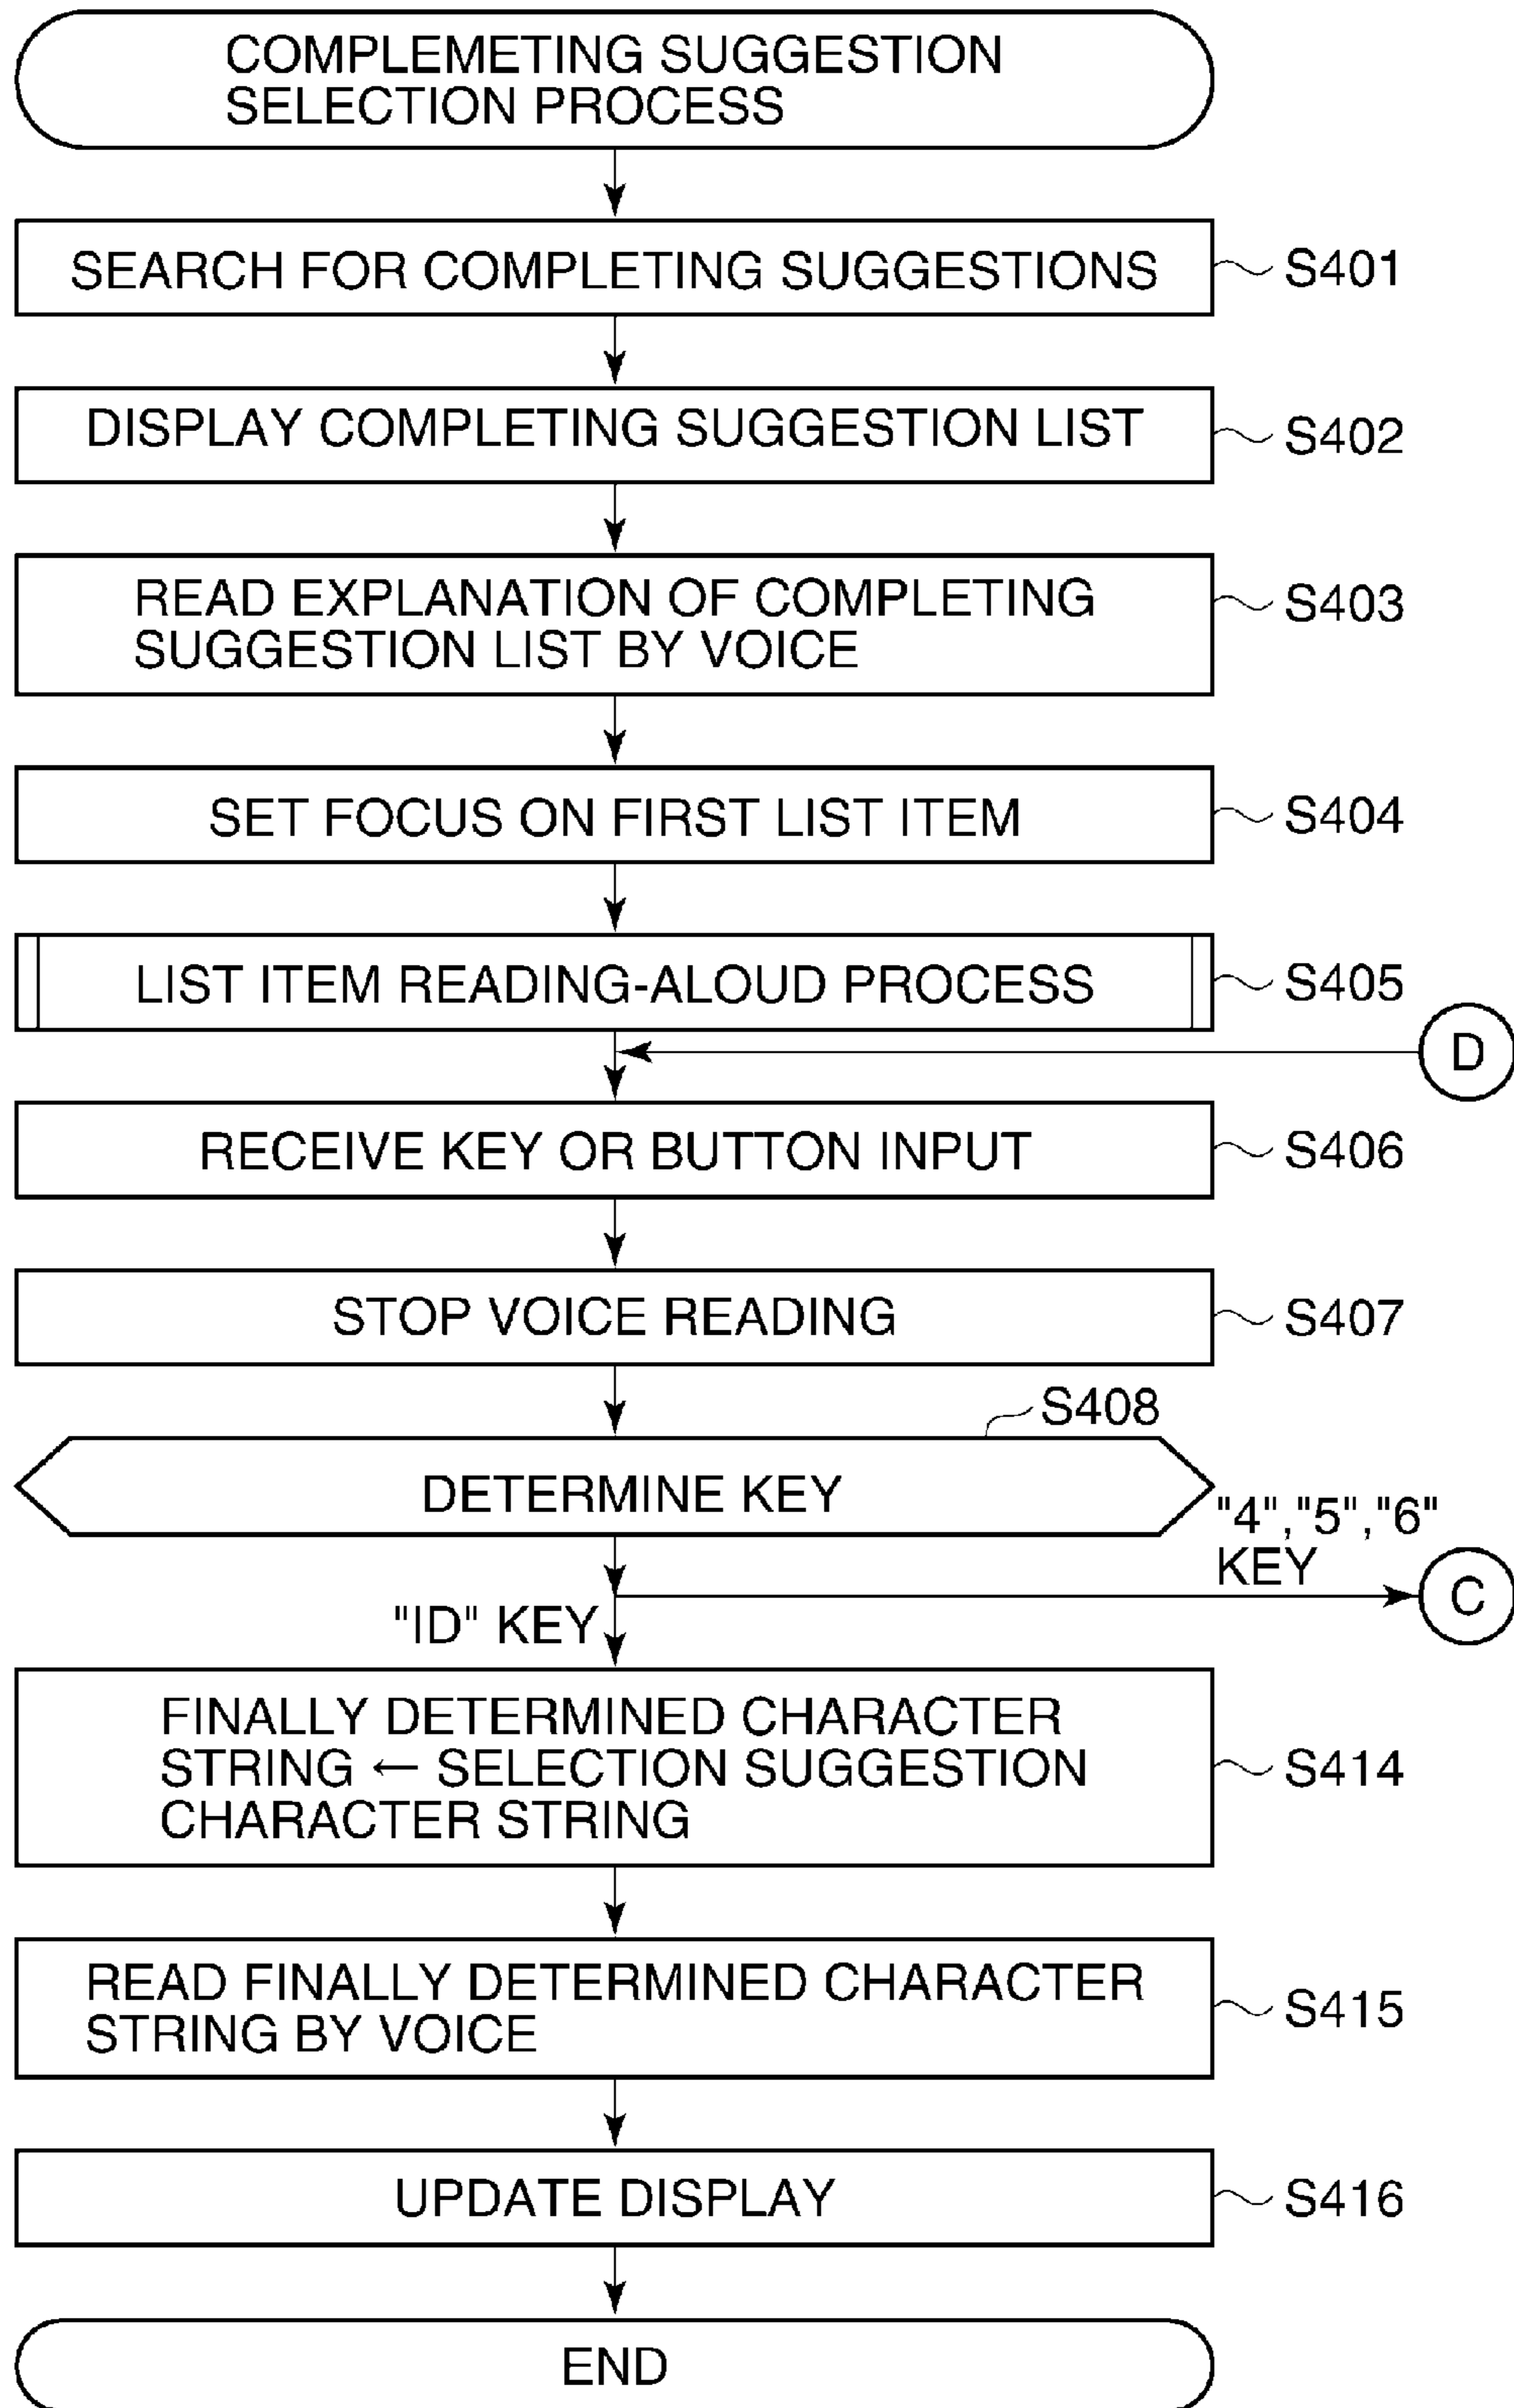 COMPLEMETING SUGGESTION
SELECTION PROCESS
SEARCH FOR COMPLETING SUGGESTIONS
S401
DISPLAY COMPLETING SUGGESTION LIST
S402
READ EXPLANATION OF COMPLETING
SUGGESTION LIST BY VOICE
S403
SET FOCUS ON FIRST LIST ITEM
S404
LIST ITEM READING-ALOUD PROCESS
S405
D
RECEIVE KEY OR BUTTON INPUT
S406
STOP VOICE READING
S407
S408
DETERMINE KEY
"4","5","6"
KEY
C
"ID" KEY
FINALLY DETERMINED CHARACTER
STRING ← SELECTION SUGGESTION
CHARACTER STRING
S414
READ FINALLY DETERMINED CHARACTER
STRING BY VOICE
S415
UPDATE DISPLAY
S416
END